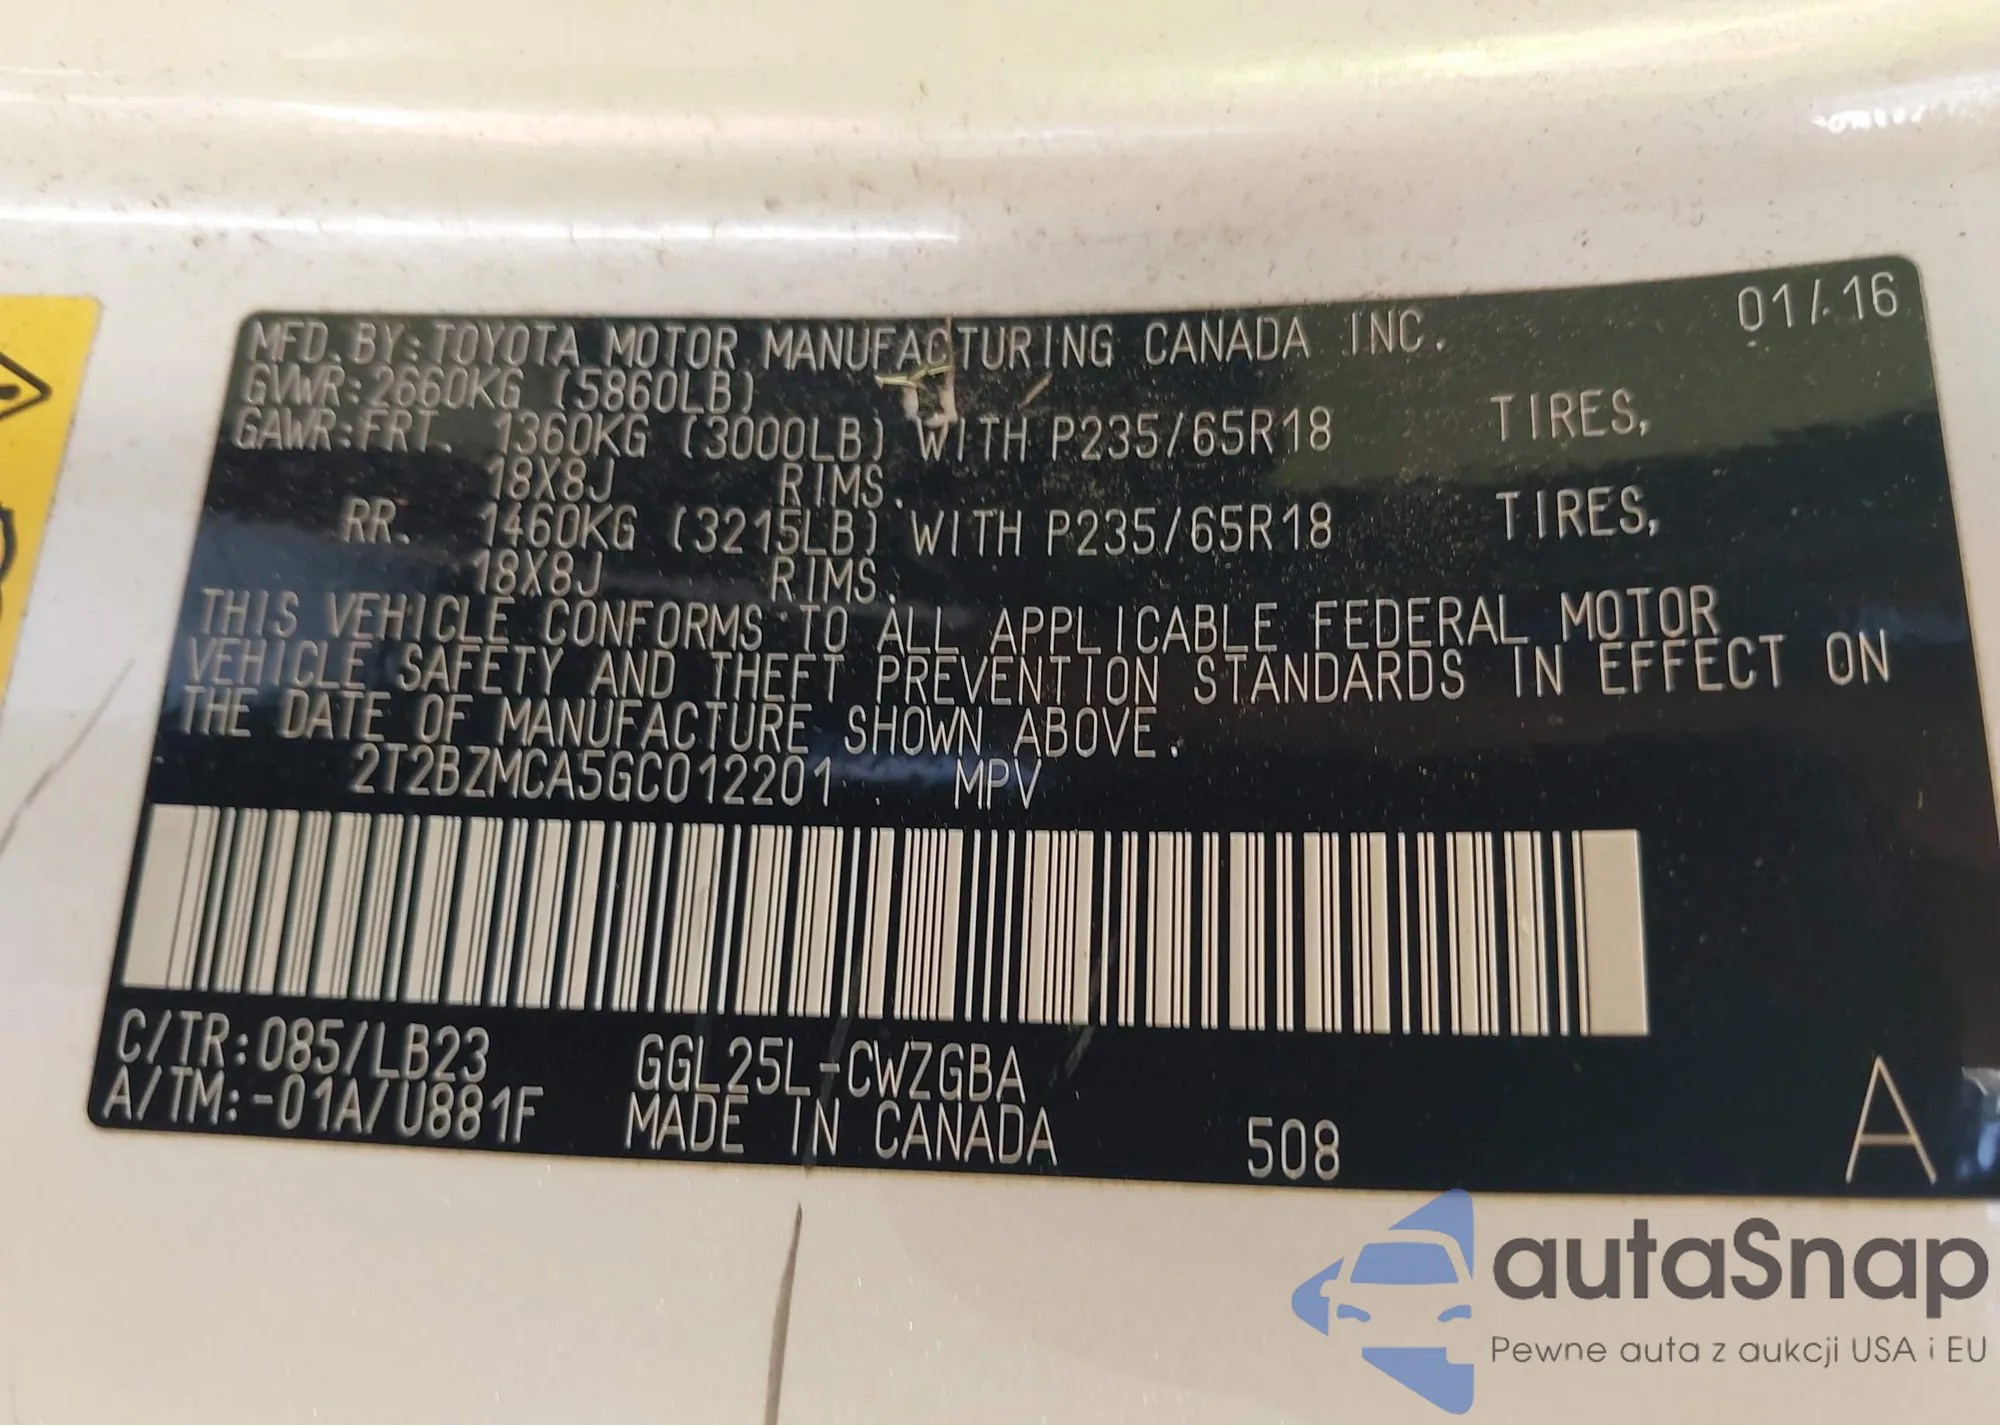 MFD. BY: TOYOTA MOTOR MANUFACTURING CANADA INC. 01/16
GVWR: 2660KG (5860LB)
GAWR: FRT. 1360KG (3000LB) WITH P235/65R18 TIRES,
18X8J RIMS.
RR. 1460KG (3215LB) WITH P235/65R18 TIRES,
18X8J RIMS.
THIS VEHICLE CONFORMS TO ALL APPLICABLE FEDERAL MOTOR
VEHICLE SAFETY AND THEFT PREVENTION STANDARDS IN EFFECT ON
THE DATE OF MANUFACTURE SHOWN ABOVE.
2T2BZMCA5GC012201 MPV
C/TR: 085/LB23 GGL25L-CWZGBA
A/TM: -01A/U881F MADE IN CANADA 508 A
autaSnap
Pewne auta z aukcji USA i EU